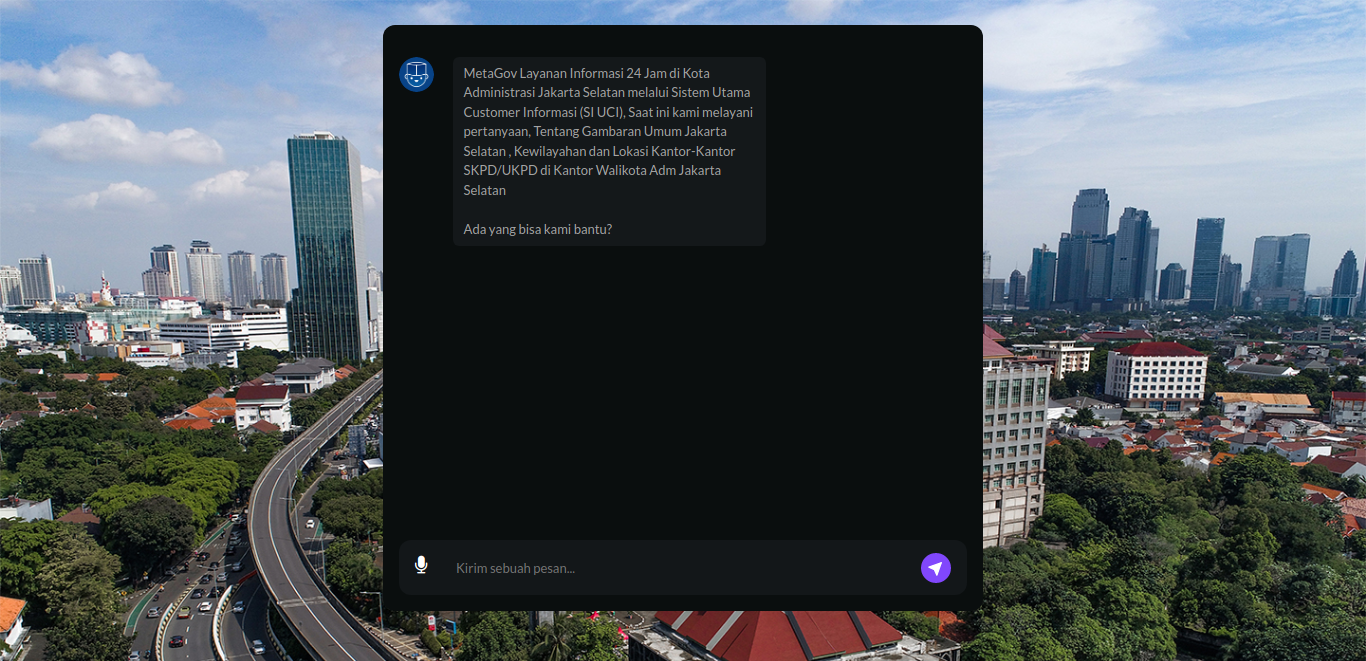 MetaGov Layanan Informasi 24 Jam di Kota
Administrasi Jakarta Selatan melalui Sistem Utama
Customer Informasi (SI UCI), Saat ini kami melayani
pertanyaan, Tentang Gambaran Umum Jakarta
Selatan , Kewilayahan dan Lokasi Kantor-Kantor
SKPD/UKPD di Kantor Walikota Adm Jakarta
Selatan
Ada yang bisa kami bantu?
Kirim sebuah pesan...